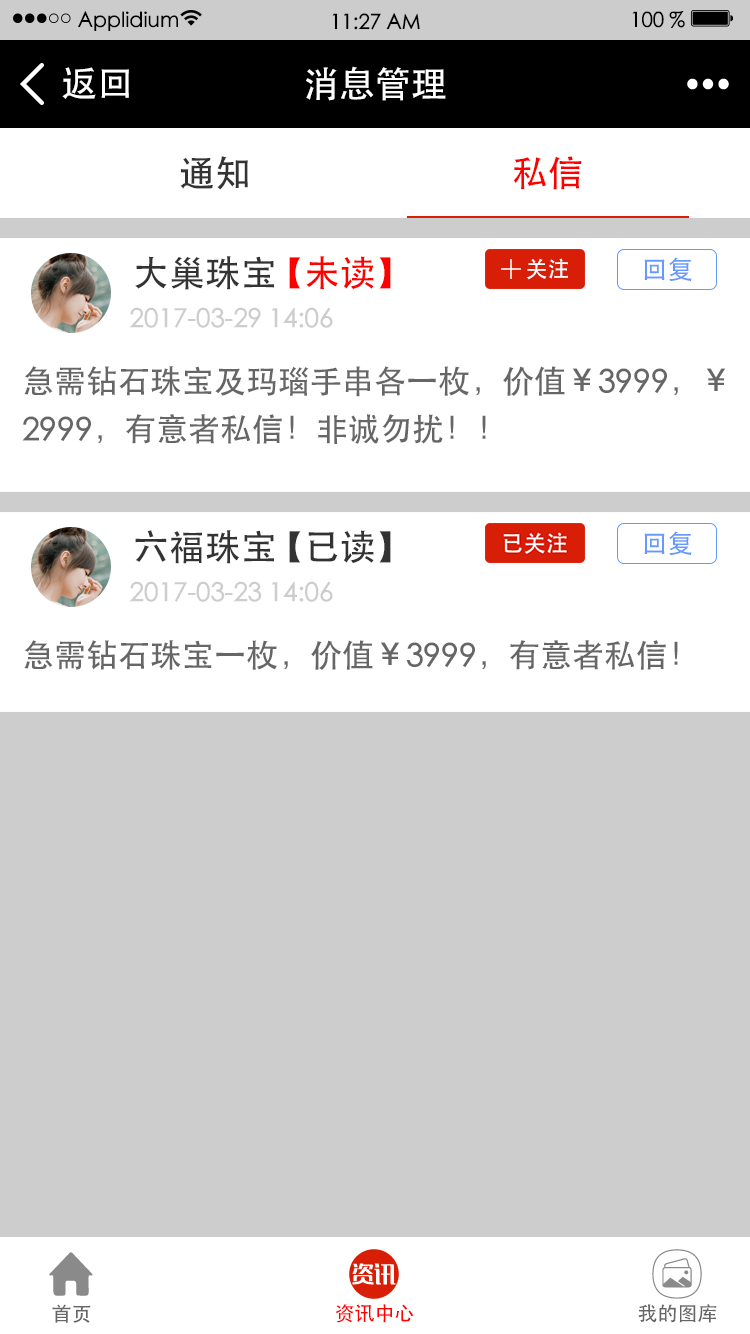 Applidium
11:27 AM
100 %
返回
消息管理
通知
私信
大巢珠宝【未读】
十关注
回复
2017-03-29 14:06
急需钻石珠宝及玛瑙手串各一枚，价值￥3999，￥
2999，有意者私信！非诚勿扰！！
六福珠宝【已读】
已关注
回复
2017-03-23 14:06
急需钻石珠宝一枚，价值￥3999，有意者私信！
资讯
首页
资讯中心
我的图库